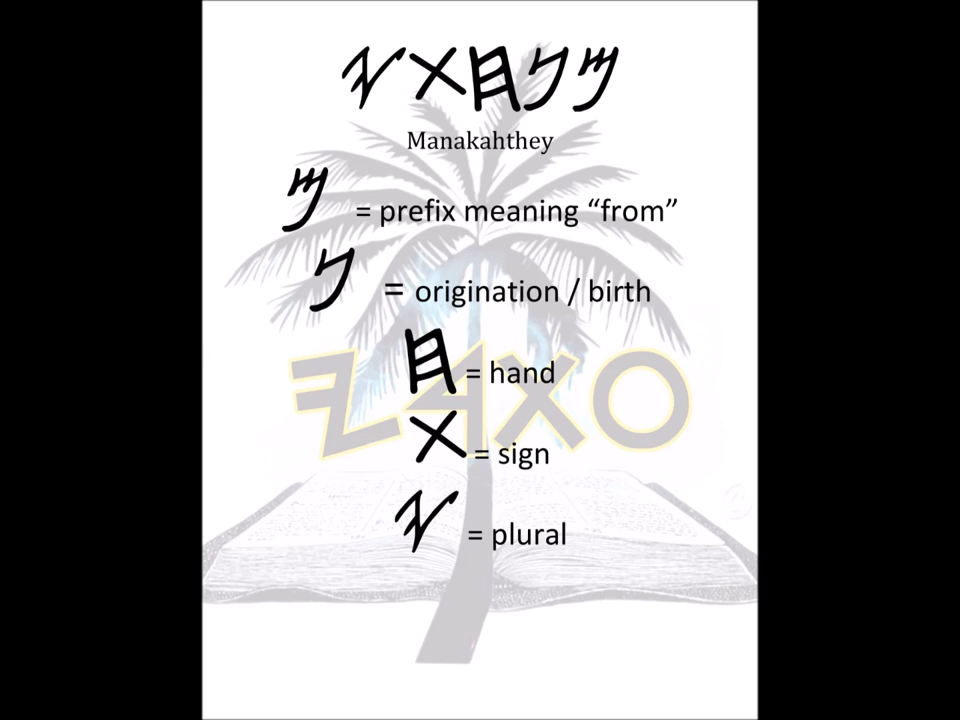 𐤌𐤍𐤇𐤕𐤉
Manakahthey
𐤌 = prefix meaning “from”
𐤍 = origination / birth
𐤇 = hand
𐤕 = sign
𐤉 = plural